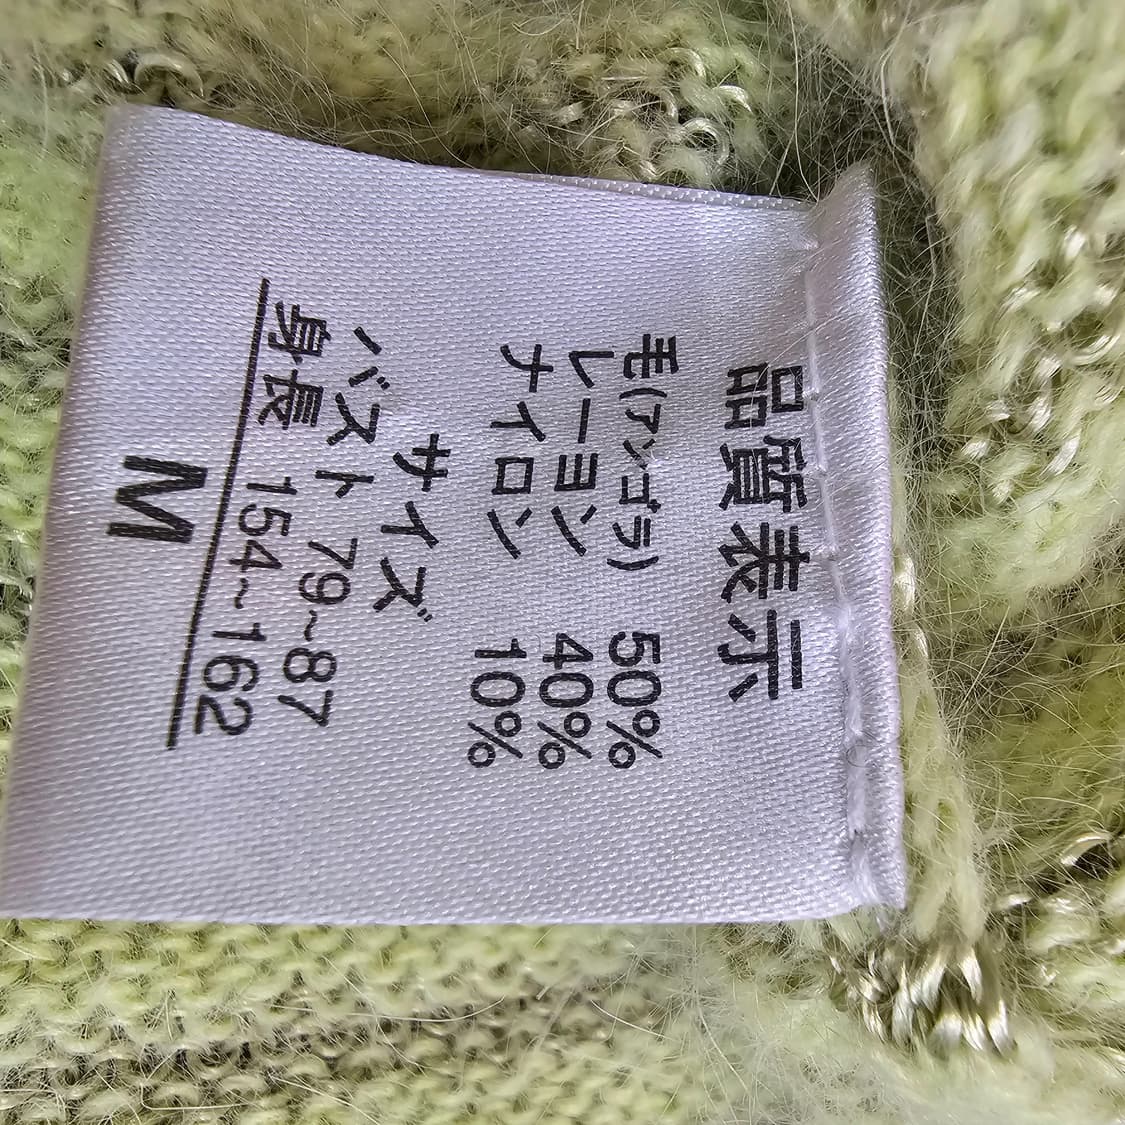 品質表示
毛(アンゴラ) 50%
レーヨン 40%
ナイロン 10%
サイズ
バスト 79~87
身長 154~162
M